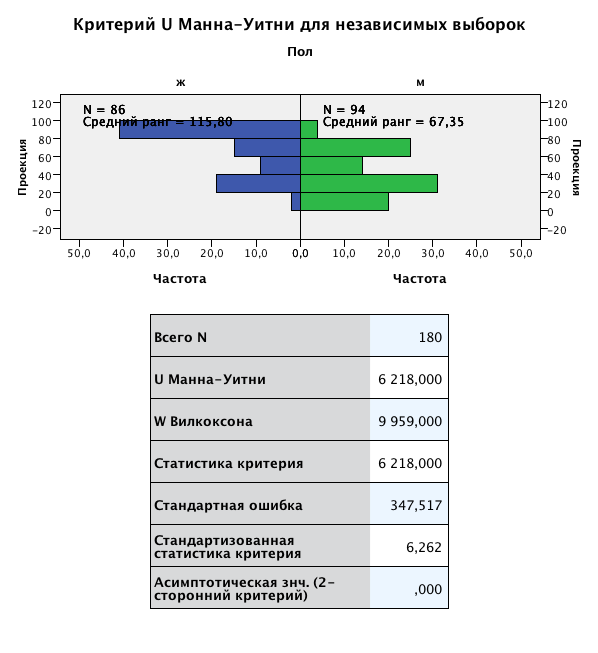 Критерий U Манна-Уитни для независимых выборок
Пол
ж м
N = 86 N = 94
Средний ранг = 115,80 Средний ранг = 67,35
Проекция
120 120
100 100
80 80
60 60
40 40
20 20
0 0
-20 -20
Проекция
50,0 40,0 30,0 20,0 10,0 0,0 10,0 20,0 30,0 40,0 50,0
Частота Частота
Всего N 180
U Манна-Уитни 6 218,000
W Вилкоксона 9 959,000
Статистика критерия 6 218,000
Стандартная ошибка 347,517
Стандартизованная
статистика критерия 6,262
Асимптотическая знч. (2-
сторонний критерий) ,000